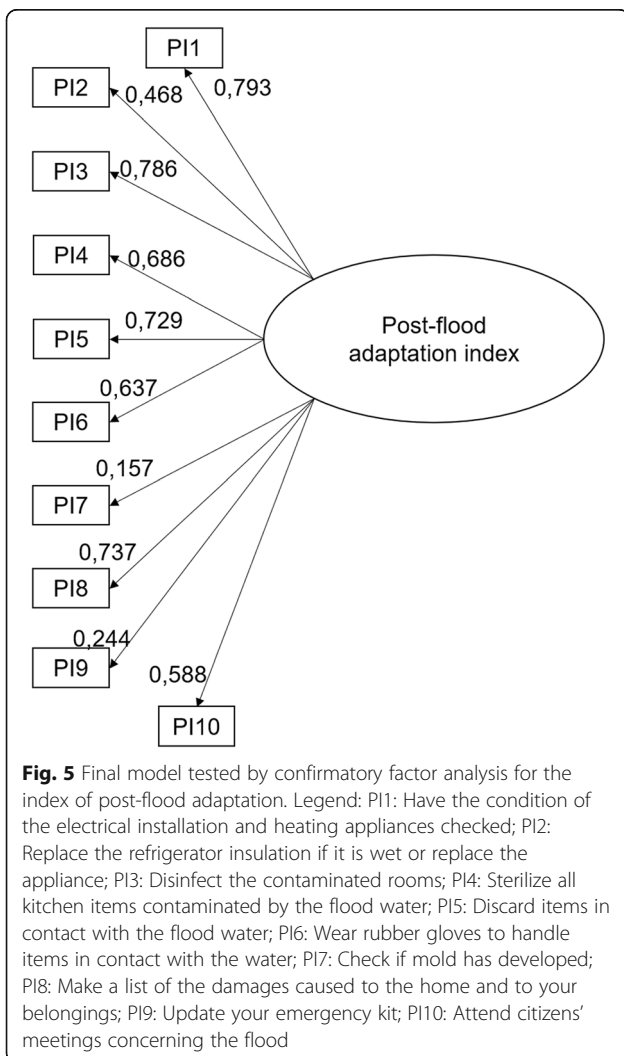 PI1
PI2
0,468
0,793
PI3
0,786
PI4
0,686
PI5
0,729
Post-flood
adaptation index
PI6
0,637
PI7
0,157
PI8
0,737
PI9
0,244
PI10
0,588
Fig. 5 Final model tested by confirmatory factor analysis for the
index of post-flood adaptation. Legend: PI1: Have the condition of
the electrical installation and heating appliances checked; PI2:
Replace the refrigerator insulation if it is wet or replace the
appliance; PI3: Disinfect the contaminated rooms; PI4: Sterilize all
kitchen items contaminated by the flood water; PI5: Discard items in
contact with the flood water; PI6: Wear rubber gloves to handle
items in contact with the water; PI7: Check if mold has developed;
PI8: Make a list of the damages caused to the home and to your
belongings; PI9: Update your emergency kit; PI10: Attend citizens’
meetings concerning the flood